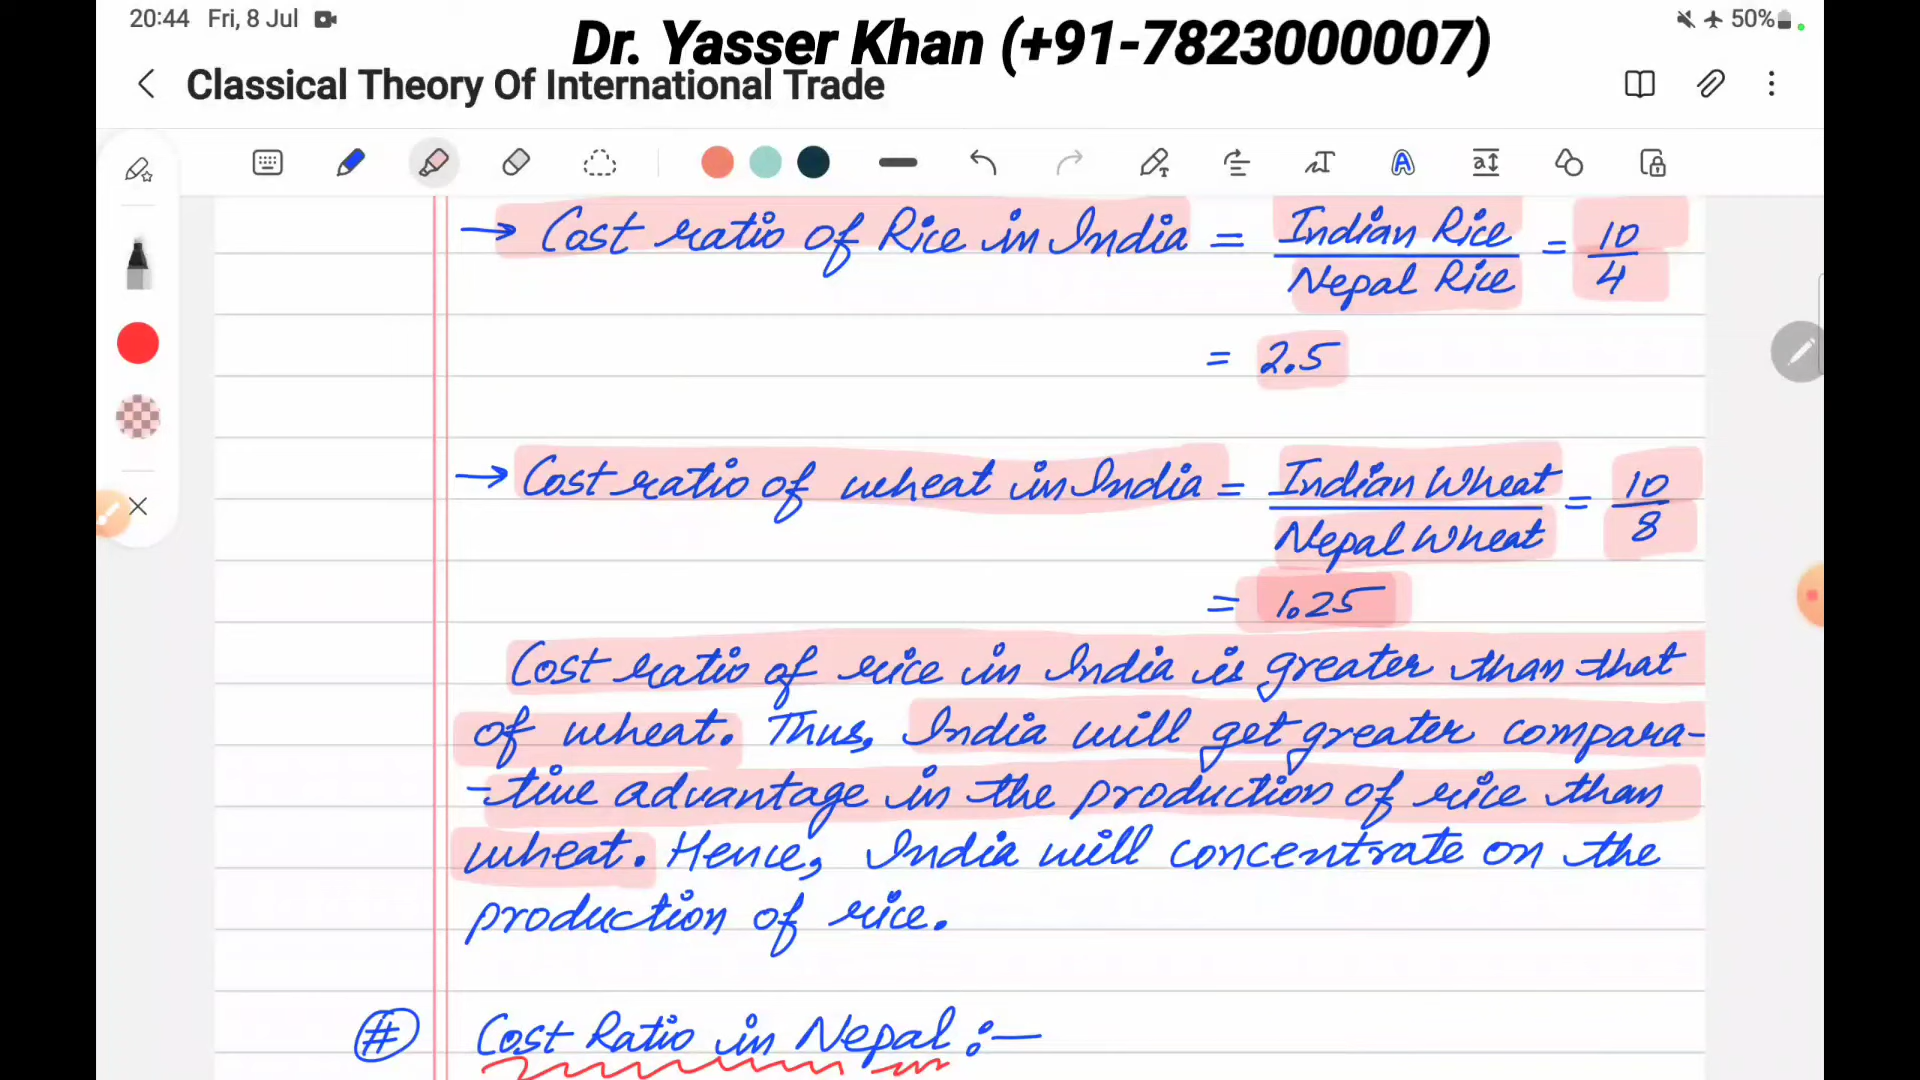 20:44 Fri, 8 Jul 50%
Dr. Yasser Khan (+91-7823000007)
Classical Theory Of International Trade
→ Cost ratio of Rice in India = Indian Rice / Nepal Rice = 10 / 4
= 2.5
→ Cost ratio of wheat in India = Indian Wheat / Nepal Wheat = 10 / 8
= 1.25
Cost ratio of rice in India is greater than that
of wheat. Thus, India will get greater compara-
-tive advantage in the production of rice than
wheat. Hence, India will concentrate on the
production of rice.
# Cost Ratio in Nepal :—